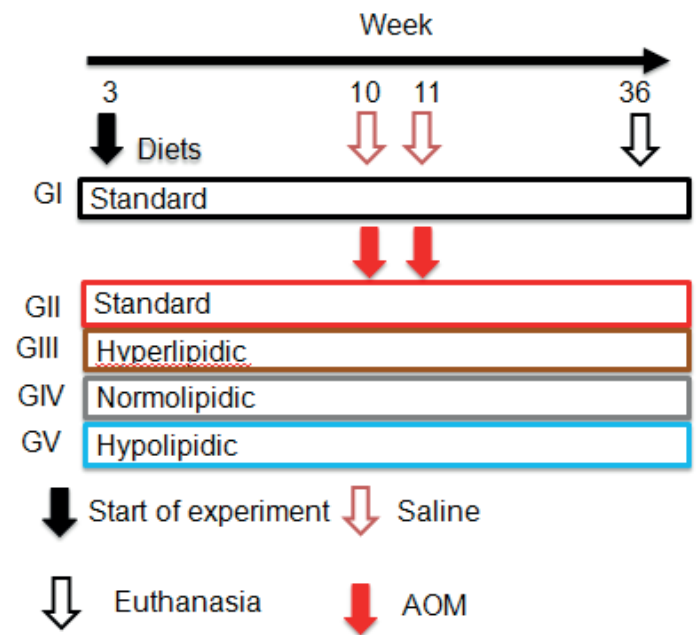 Week
3 10 11 36
Diets
GI Standard
GII Standard
GIII Hyperlipidic
GIV Normolipidic
GV Hypolipidic
Start of experiment Saline
Euthanasia AOM